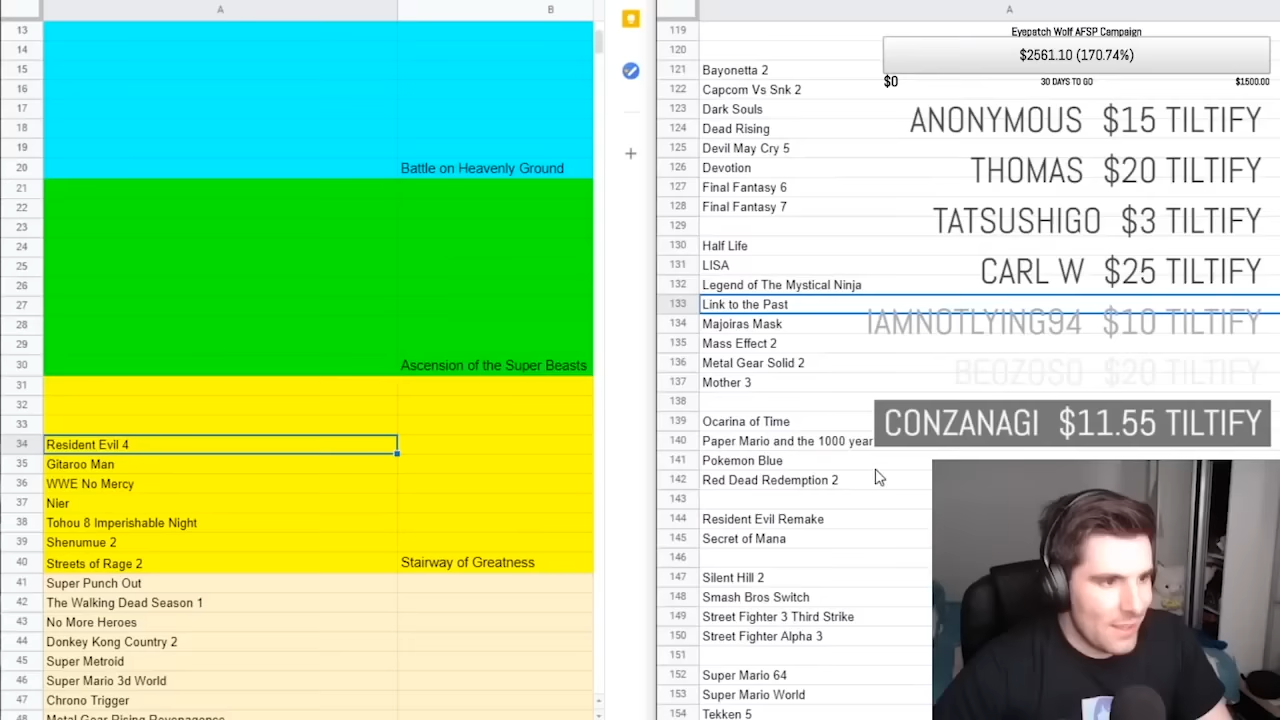 A
B
13
14
15
16
17
18
19
20
Battle on Heavenly Ground
21
22
23
24
25
26
27
28
29
30
Ascension of the Super Beasts
31
32
33
34 Resident Evil 4
35 Gitaroo Man
36 WWE No Mercy
37 Nier
38 Tohou 8 Imperishable Night
39 Shenumue 2
40 Streets of Rage 2
Stairway of Greatness
41 Super Punch Out
42 The Walking Dead Season 1
43 No More Heroes
44 Donkey Kong Country 2
45 Super Metroid
46 Super Mario 3d World
47 Chrono Trigger
48 Metal Gear Rising Revengeance
A
119
120
121 Bayonetta 2
122 Capcom Vs Snk 2
123 Dark Souls
124 Dead Rising
125 Devil May Cry 5
126 Devotion
127 Final Fantasy 6
128 Final Fantasy 7
129
130 Half Life
131 LISA
132 Legend of The Mystical Ninja
133 Link to the Past
134 Majoiras Mask
135 Mass Effect 2
136 Metal Gear Solid 2
137 Mother 3
138
139 Ocarina of Time
140 Paper Mario and the 1000 year
141 Pokemon Blue
142 Red Dead Redemption 2
143
144 Resident Evil Remake
145 Secret of Mana
146
147 Silent Hill 2
148 Smash Bros Switch
149 Street Fighter 3 Third Strike
150 Street Fighter Alpha 3
151
152 Super Mario 64
153 Super Mario World
154 Tekken 5
Eyepatch Wolf AFSP Campaign
$2561.10 (170.74%)
$0
30 DAYS TO GO
$1500.00
ANONYMOUS $15 TILTIFY
THOMAS $20 TILTIFY
TATSUSHIGO $3 TILTIFY
CARL W $25 TILTIFY
IAMNOTLYING94 $10 TILTIFY
BEOZOSO $20 TILTIFY
CONZANAGI $11.55 TILTIFY